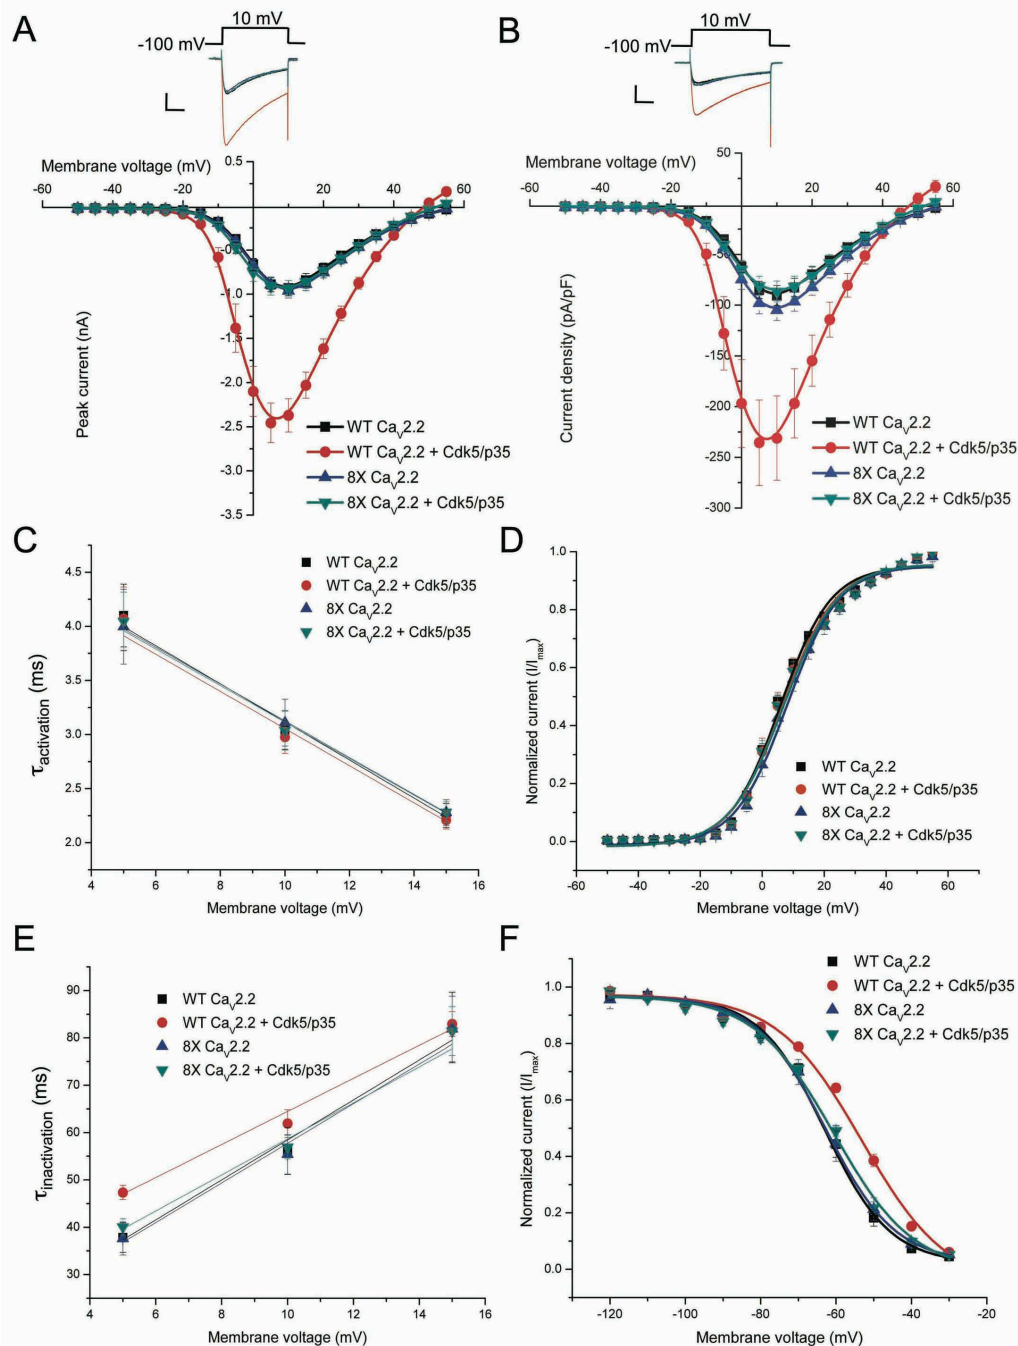 A
10 mV
-100 mV
Membrane voltage (mV)
0.5
-60 -40 -20 0 20 40 60
-0.5
-1.0
-1.5
-2.0
-2.5
-3.0
-3.5
Peak current (nA)
WT CaV2.2
WT CaV2.2 + Cdk5/p35
8X CaV2.2
8X CaV2.2 + Cdk5/p35
B
10 mV
-100 mV
50
Membrane voltage (mV)
-60 -40 -20 0 20 40 60
-50
-100
-150
-200
-250
-300
Current density (pA/pF)
WT CaV2.2
WT CaV2.2 + Cdk5/p35
8X CaV2.2
8X CaV2.2 + Cdk5/p35
C
4.5
4.0
3.5
3.0
2.5
2.0
τactivation (ms)
WT CaV2.2
WT CaV2.2 + Cdk5/p35
8X CaV2.2
8X CaV2.2 + Cdk5/p35
4 6 8 10 12 14 16
Membrane voltage (mV)
D
1.0
0.8
0.6
0.4
0.2
0.0
Normalized current (I/Imax)
WT CaV2.2
WT CaV2.2 + Cdk5/p35
8X CaV2.2
8X CaV2.2 + Cdk5/p35
-60 -40 -20 0 20 40 60
Membrane voltage (mV)
E
90
80
70
60
50
40
30
τinactivation (ms)
WT CaV2.2
WT CaV2.2 + Cdk5/p35
8X CaV2.2
8X CaV2.2 + Cdk5/p35
4 6 8 10 12 14 16
Membrane voltage (mV)
F
1.0
0.8
0.6
0.4
0.2
0.0
Normalized current (I/Imax)
WT CaV2.2
WT CaV2.2 + Cdk5/p35
8X CaV2.2
8X CaV2.2 + Cdk5/p35
-120 -100 -80 -60 -40 -20
Membrane voltage (mV)